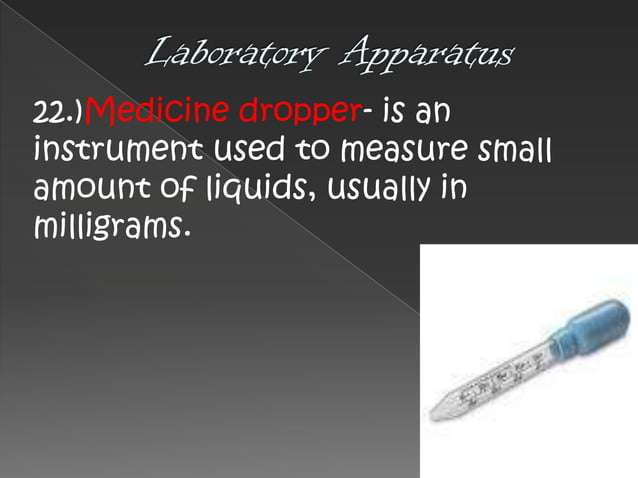 Laboratory Apparatus
22.)Medicine dropper- is an
instrument used to measure small
amount of liquids, usually in
milligrams.